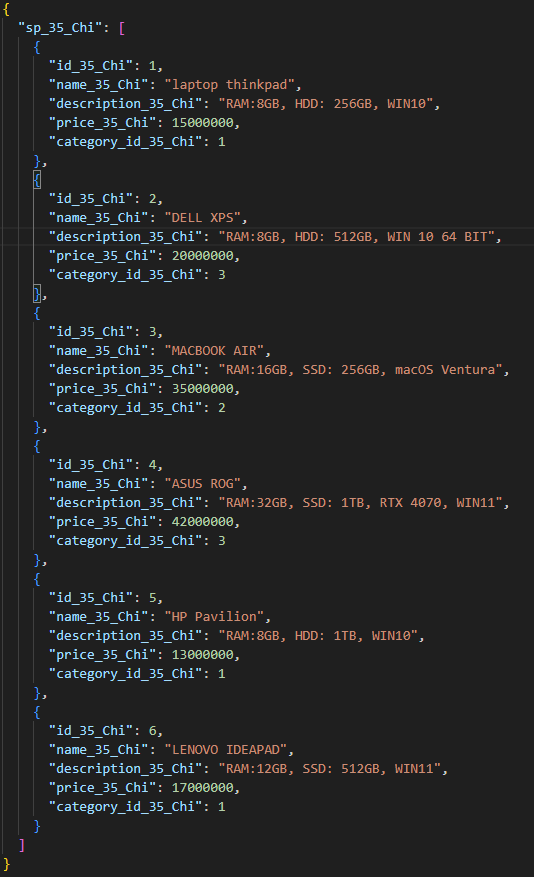 {
"sp_35_Chi": [
{
"id_35_Chi": 1,
"name_35_Chi": "laptop thinkpad",
"description_35_Chi": "RAM:8GB, HDD: 256GB, WIN10",
"price_35_Chi": 15000000,
"category_id_35_Chi": 1
},
{
"id_35_Chi": 2,
"name_35_Chi": "DELL XPS",
"description_35_Chi": "RAM:8GB, HDD: 512GB, WIN 10 64 BIT",
"price_35_Chi": 20000000,
"category_id_35_Chi": 3
},
{
"id_35_Chi": 3,
"name_35_Chi": "MACBOOK AIR",
"description_35_Chi": "RAM:16GB, SSD: 256GB, macOS Ventura",
"price_35_Chi": 35000000,
"category_id_35_Chi": 2
},
{
"id_35_Chi": 4,
"name_35_Chi": "ASUS ROG",
"description_35_Chi": "RAM:32GB, SSD: 1TB, RTX 4070, WIN11",
"price_35_Chi": 42000000,
"category_id_35_Chi": 3
},
{
"id_35_Chi": 5,
"name_35_Chi": "HP Pavilion",
"description_35_Chi": "RAM:8GB, HDD: 1TB, WIN10",
"price_35_Chi": 13000000,
"category_id_35_Chi": 1
},
{
"id_35_Chi": 6,
"name_35_Chi": "LENOVO IDEAPAD",
"description_35_Chi": "RAM:12GB, SSD: 512GB, WIN11",
"price_35_Chi": 17000000,
"category_id_35_Chi": 1
}
]
}